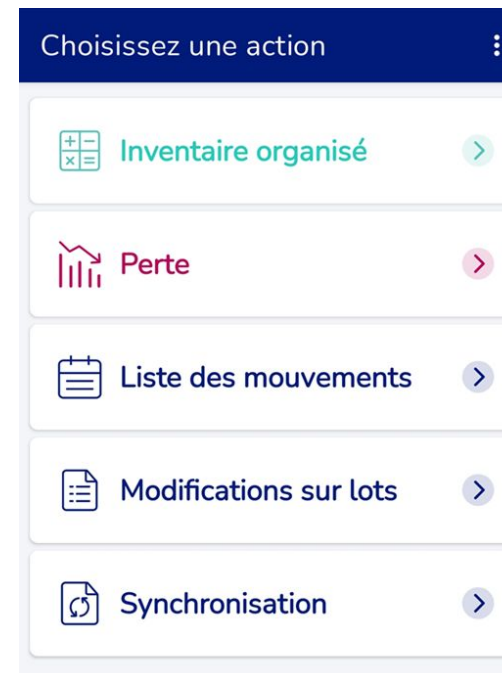 Choisissez une action
Inventaire organisé
Perte
Liste des mouvements
Modifications sur lots
Synchronisation